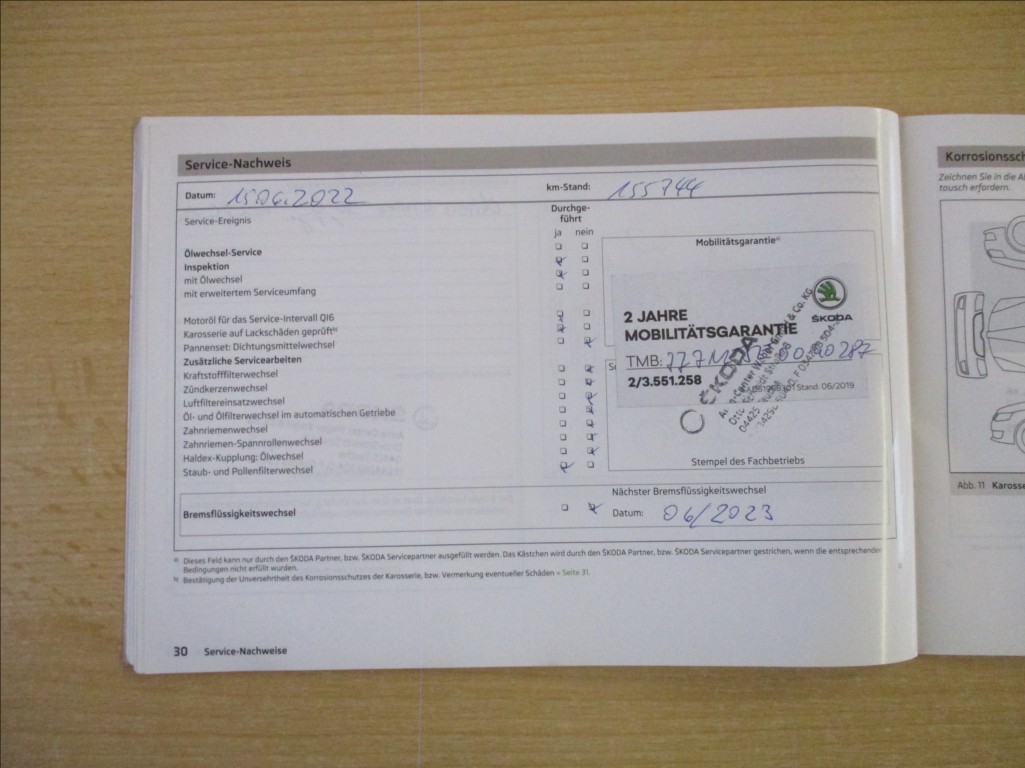 Service-Nachweis
Datum: 15.06.2022
km-Stand: 155744
Service-Ereignis
Durchge-
führt
ja nein
Ölwechsel-Service
Inspektion
mit Ölwechsel
mit erweitertem Serviceumfang
Motoröl für das Service-Intervall QI6
Karosserie auf Lackschäden geprüft b)
Pannenset: Dichtungsmittelwechsel
Zusätzliche Servicearbeiten
Kraftstofffilterwechsel
Zündkerzenwechsel
Luftfiltereinsatzwechsel
Öl- und Ölfilterwechsel im automatischen Getriebe
Zahnriemenwechsel
Zahnriemen-Spannrollenwechsel
Haldex-Kupplung: Ölwechsel
Staub- und Pollenfilterwechsel
Mobilitätsgarantie a)
ŠKODA
2 JAHRE
MOBILITÄTSGARANTIE
TMB:
2/3.551.258
Stand: 06/2019
ŠKODA
Stempel des Fachbetriebs
Bremsflüssigkeitswechsel
Nächster Bremsflüssigkeitswechsel
Datum: 06/2023
a) Dieses Feld kann nur durch den ŠKODA Partner, bzw. ŠKODA Servicepartner ausgefüllt werden. Das Kästchen wird durch den ŠKODA Partner, bzw. ŠKODA Servicepartner gestrichen, wenn die entsprechenden
Bedingungen nicht erfüllt wurden.
b) Bestätigung der Unversehrtheit des Korrosionsschutzes der Karosserie, bzw. Vermerkung eventueller Schäden » Seite 31.
30 Service-Nachweise
Korrosionssch
Zeichnen Sie in die Ab
tausch erfordern.
Abb. 11 Karosse